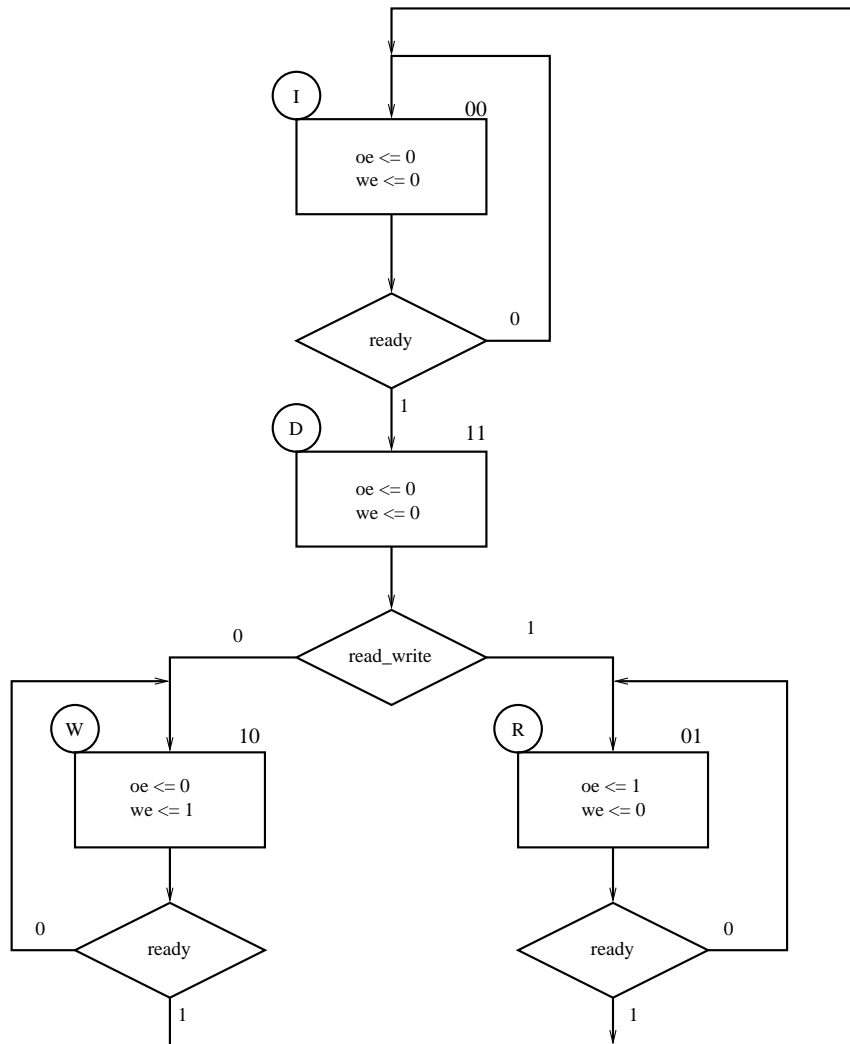 I
00
oe <= 0
we <= 0
ready
0
1
D
11
oe <= 0
we <= 0
0
1
read_write
W
10
oe <= 0
we <= 1
R
01
oe <= 1
we <= 0
0
ready
ready
0
1
1